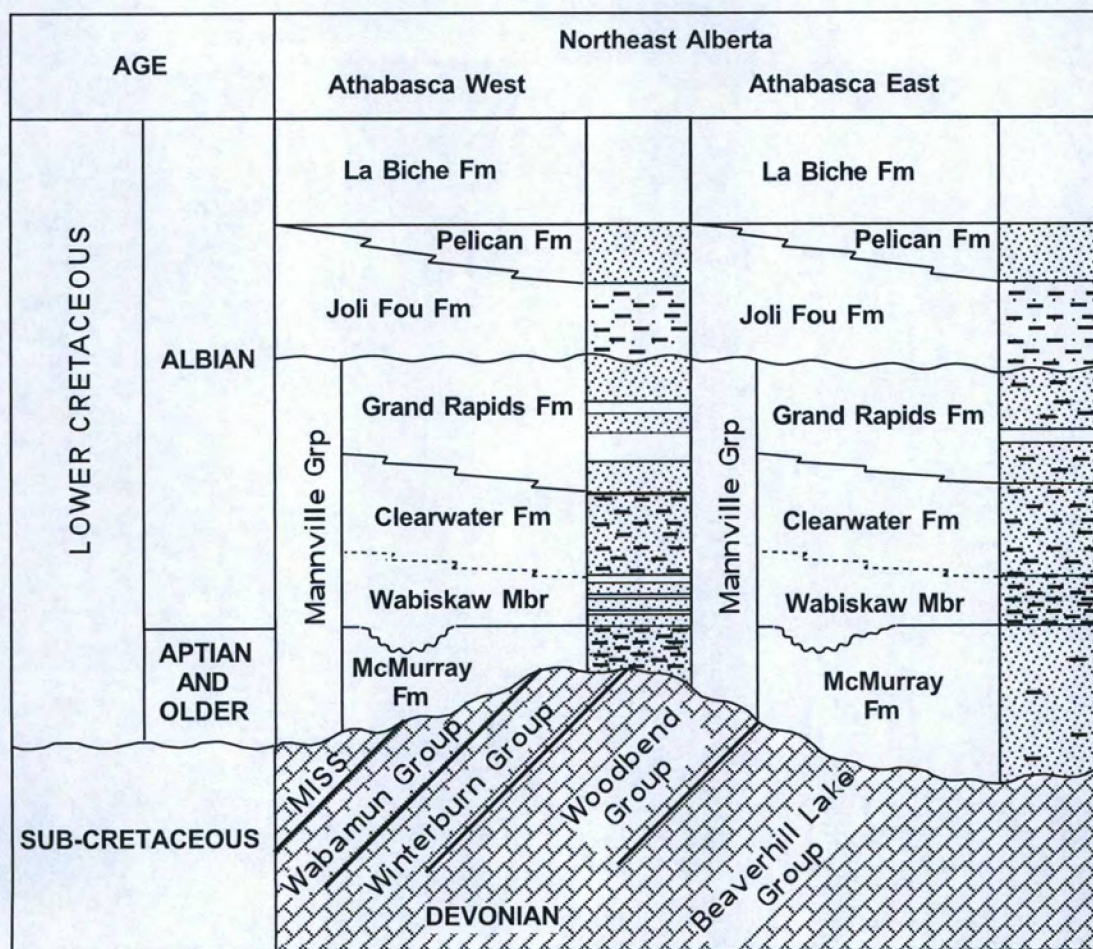 AGE
Northeast Alberta
Athabasca West
Athabasca East
LOWER CRETACEOUS
ALBIAN
APTIAN
AND
OLDER
SUB-CRETACEOUS
La Biche Fm
Pelican Fm
Joli Fou Fm
Mannville Grp
Grand Rapids Fm
Clearwater Fm
Wabiskaw Mbr
McMurray
Fm
La Biche Fm
Pelican Fm
Joli Fou Fm
Mannville Grp
Grand Rapids Fm
Clearwater Fm
Wabiskaw Mbr
McMurray
Fm
MISS
Wabamun Group
Winterburn Group
Woodbend
Group
Beaverhill Lake
Group
DEVONIAN